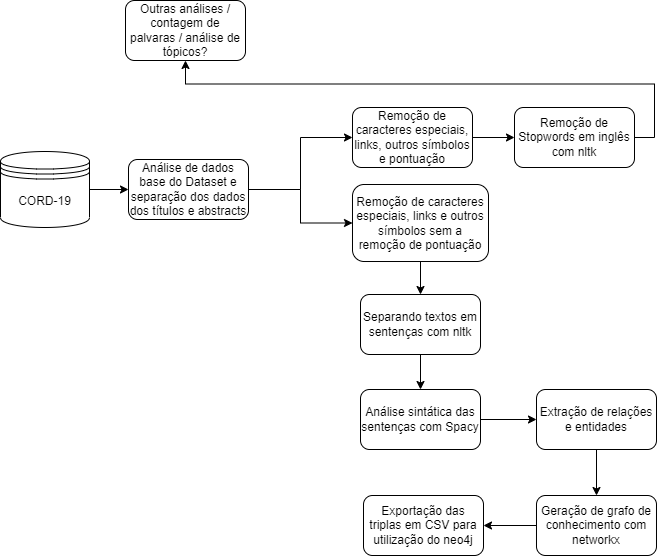 Outras análises /
contagem de
palvaras / análise de
tópicos?
Remoção de
caracteres especiais,
links, outros símbolos
e pontuação
Remoção de
Stopwords em inglês
com nltk
CORD-19
Análise de dados
base do Dataset e
separação dos dados
dos títulos e abstracts
Remoção de caracteres
especiais, links e outros
símbolos sem a
remoção de pontuação
Separando textos em
sentenças com nltk
Análise sintática das
sentenças com Spacy
Extração de relações
e entidades
Exportação das
triplas em CSV para
utilização do neo4j
Geração de grafo de
conhecimento com
networkx